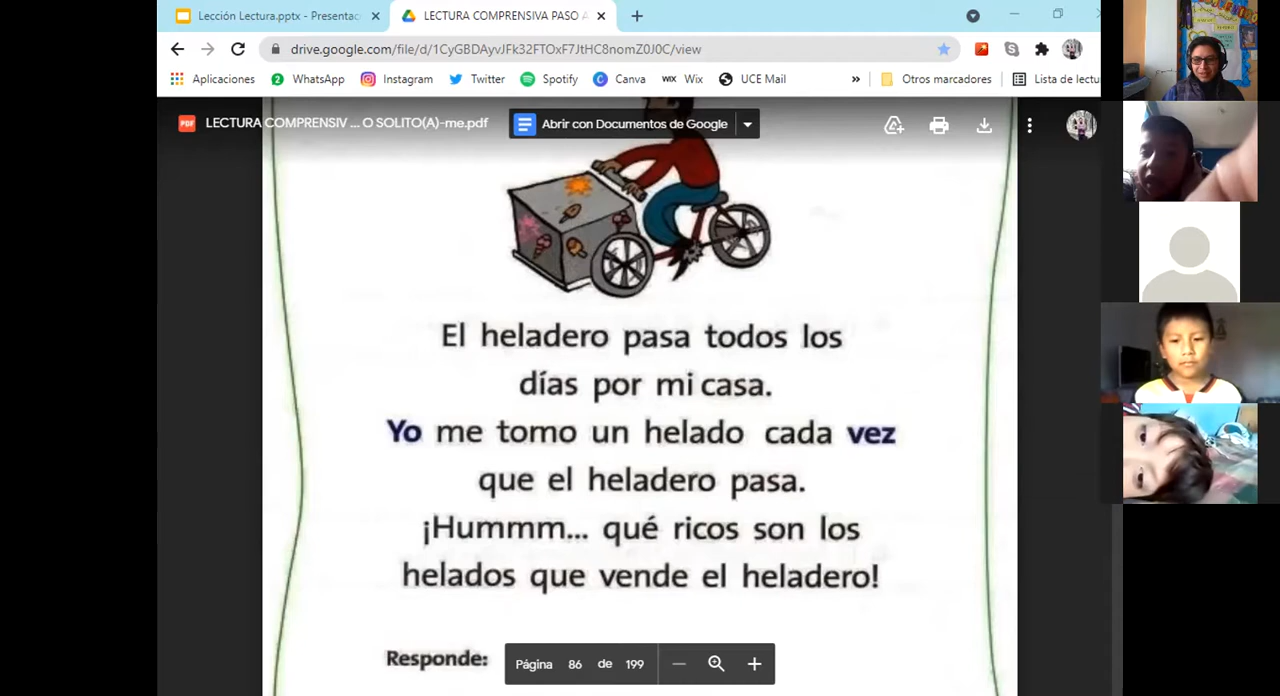 Lección Lectura.pptx - Presentac
LECTURA COMPRENSIVA PASO A
drive.google.com/file/d/1CyGBDAyvJFk32FTOxF7JtHC8nomZ0J0C/view
Aplicaciones WhatsApp Instagram Twitter Spotify Canva Wix UCE Mail » Otros marcadores Lista de lectu
LECTURA COMPRENSIV ... O SOLITO(A)-me.pdf
Abrir con Documentos de Google
El heladero pasa todos los
días por mi casa.
Yo me tomo un helado cada vez
que el heladero pasa.
¡Hummm... qué ricos son los
helados que vende el heladero!
Responde:
Página 86 de 199